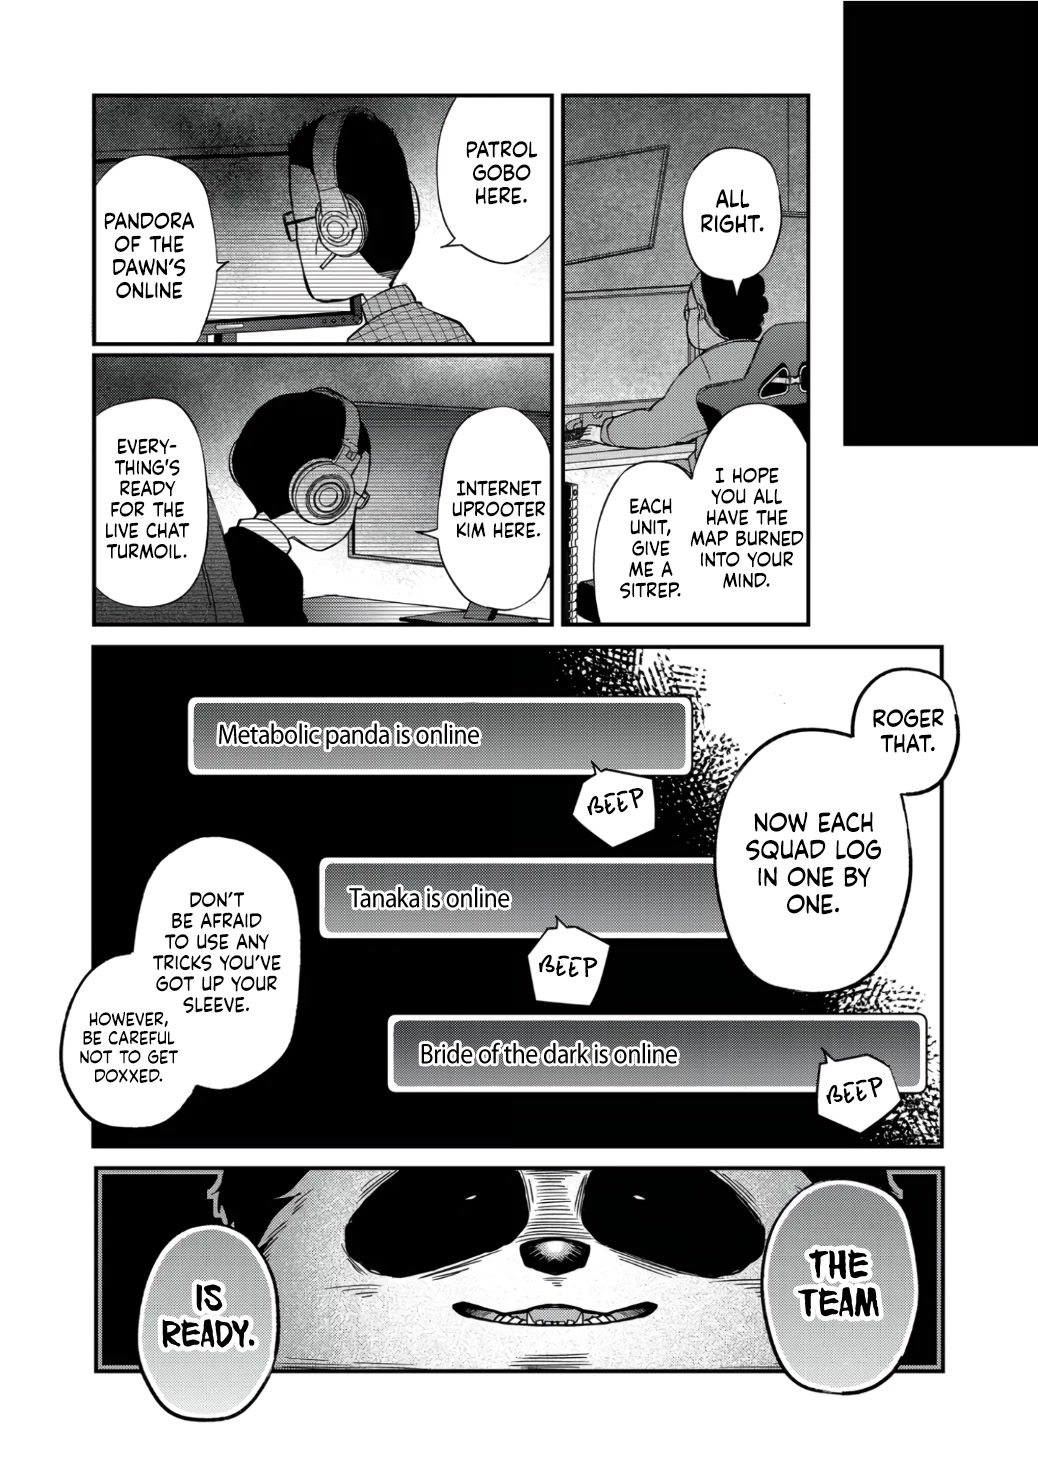 ALL
RIGHT.
I HOPE
YOU ALL
HAVE THE
MAP BURNED
INTO YOUR
MIND.
EACH
UNIT,
GIVE
ME A
SITREP.
PATROL
GOBO
HERE.
PANDORA
OF THE
DAWN'S
ONLINE
INTERNET
UPROOTER
KIM HERE.
EVERY-
THING'S
READY
FOR THE
LIVE CHAT
TURMOIL.
ROGER
THAT.
NOW EACH
SQUAD LOG
IN ONE BY
ONE.
Metabolic panda is online
BEEP
Tanaka is online
BEEP
Bride of the dark is online
BEEP
DON'T
BE AFRAID
TO USE ANY
TRICKS YOU'VE
GOT UP YOUR
SLEEVE.
HOWEVER,
BE CAREFUL
NOT TO GET
DOXXED.
THE
TEAM
IS
READY.